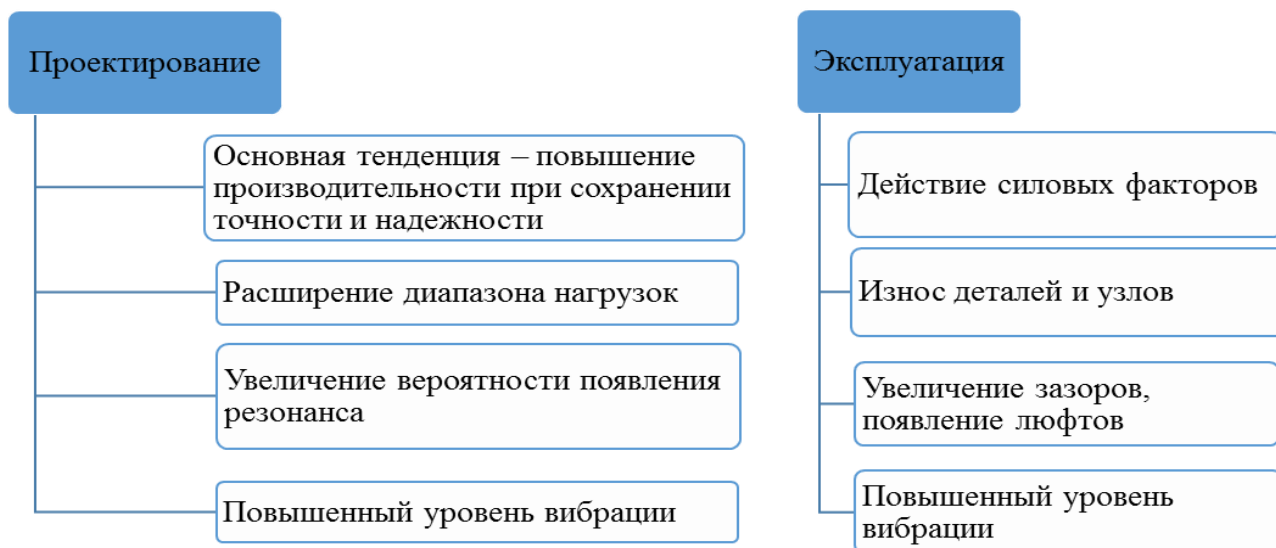 Проектирование
Основная тенденция – повышение
производительности при сохранении
точности и надежности
Расширение диапазона нагрузок
Увеличение вероятности появления
резонанса
Повышенный уровень вибрации
Эксплуатация
Действие силовых факторов
Износ деталей и узлов
Увеличение зазоров,
появление люфтов
Повышенный уровень
вибрации